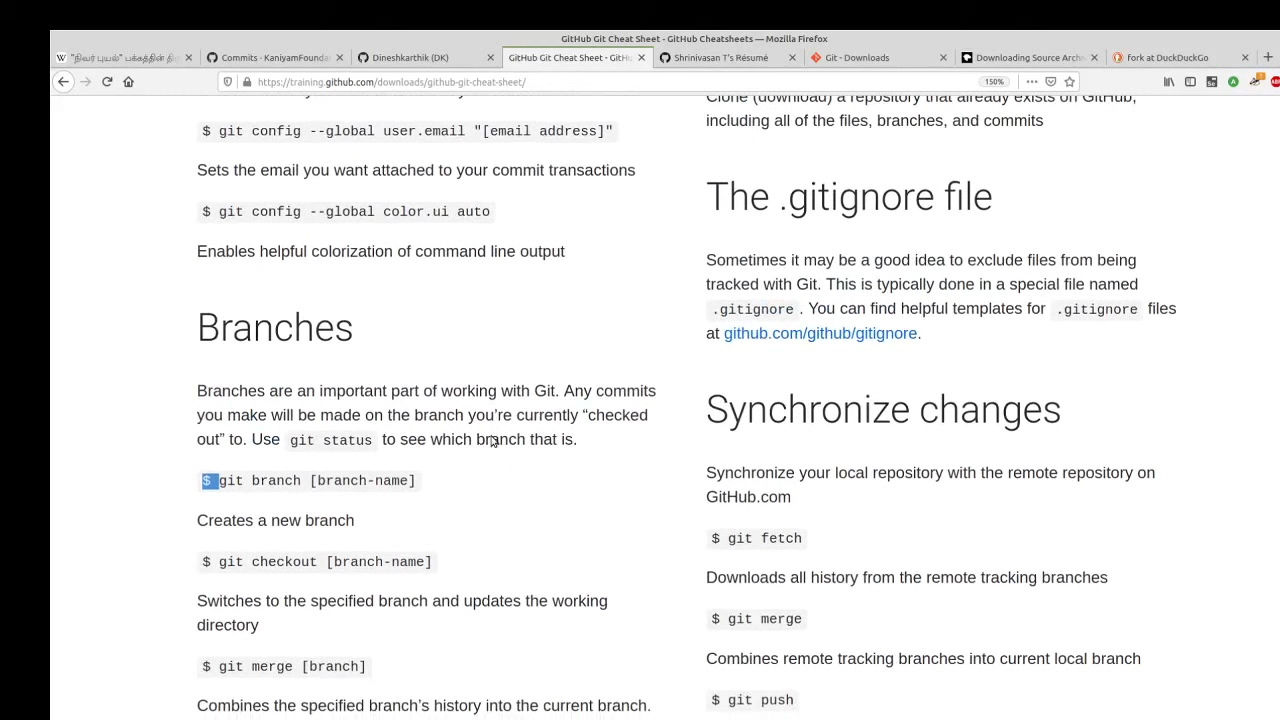 GitHub Git Cheat Sheet - GitHub Cheatsheets — Mozilla Firefox
W "நிவர் புயல்" பக்கத்தின் தி
Commits - KaniyamFounda
Dineshkarthik (DK)
GitHub Git Cheat Sheet - GitHu
Shrinivasan T's Résumé
Git - Downloads
Downloading Source Archi
fork at DuckDuckGo
https://training.github.com/downloads/github-git-cheat-sheet/
150%
$ git config --global user.email "[email address]"
Sets the email you want attached to your commit transactions
$ git config --global color.ui auto
Enables helpful colorization of command line output
Branches
Branches are an important part of working with Git. Any commits
you make will be made on the branch you’re currently “checked
out” to. Use git status to see which branch that is.
$ git branch [branch-name]
Creates a new branch
$ git checkout [branch-name]
Switches to the specified branch and updates the working
directory
$ git merge [branch]
Combines the specified branch’s history into the current branch.
Clone (download) a repository that already exists on GitHub,
including all of the files, branches, and commits
The .gitignore file
Sometimes it may be a good idea to exclude files from being
tracked with Git. This is typically done in a special file named
.gitignore . You can find helpful templates for .gitignore files
at github.com/github/gitignore.
Synchronize changes
Synchronize your local repository with the remote repository on
GitHub.com
$ git fetch
Downloads all history from the remote tracking branches
$ git merge
Combines remote tracking branches into current local branch
$ git push